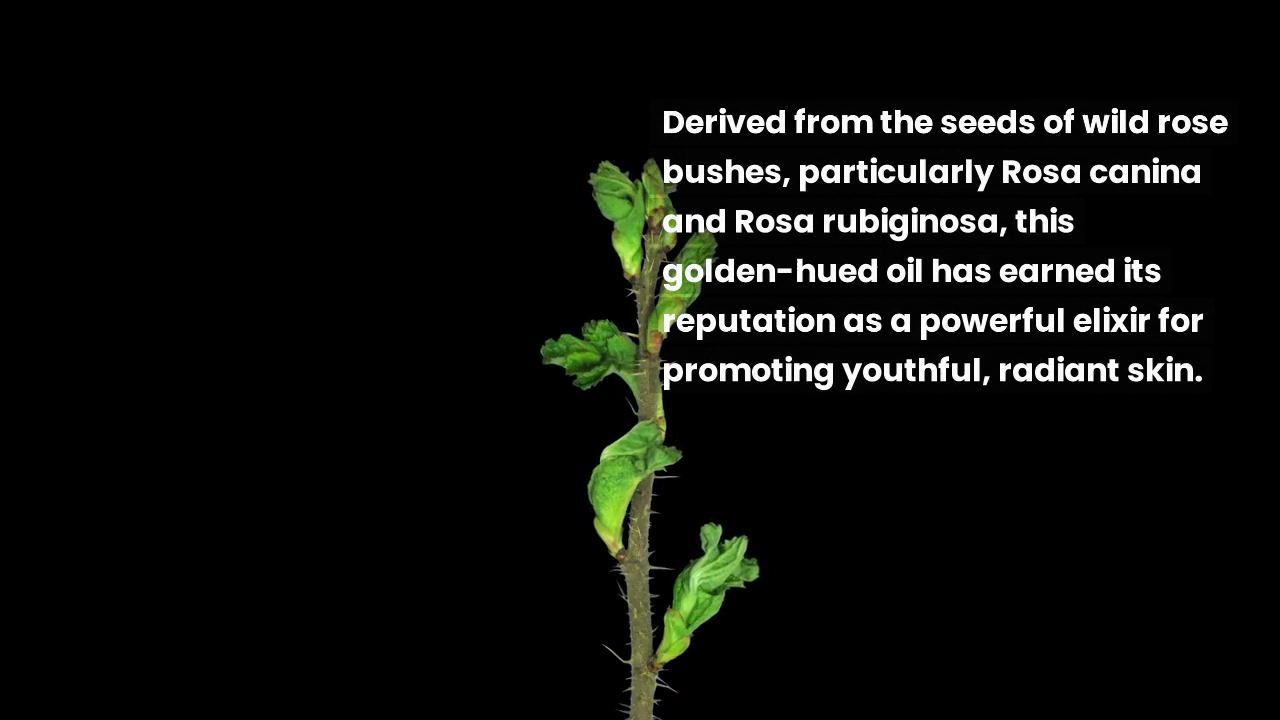 Derived from the seeds of wild rose
bushes, particularly Rosa canina
and Rosa rubiginosa, this
golden-hued oil has earned its
reputation as a powerful elixir for
promoting youthful, radiant skin.